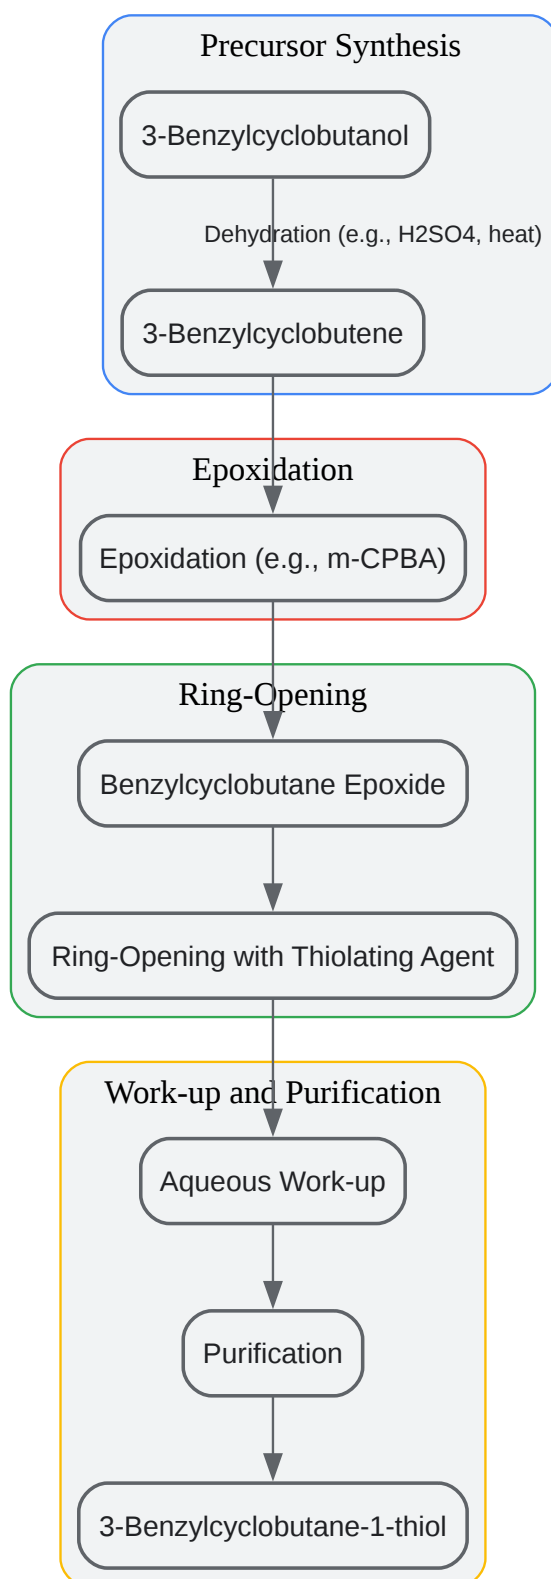 Precursor Synthesis
3-Benzylcyclobutanol
Dehydration (e.g., H2SO4, heat)
3-Benzylcyclobutene
Epoxidation
Epoxidation (e.g., m-CPBA)
Ring-Opening
Benzylcyclobutane Epoxide
Ring-Opening with Thiolating Agent
Work-up and Purification
Aqueous Work-up
Purification
3-Benzylcyclobutane-1-thiol